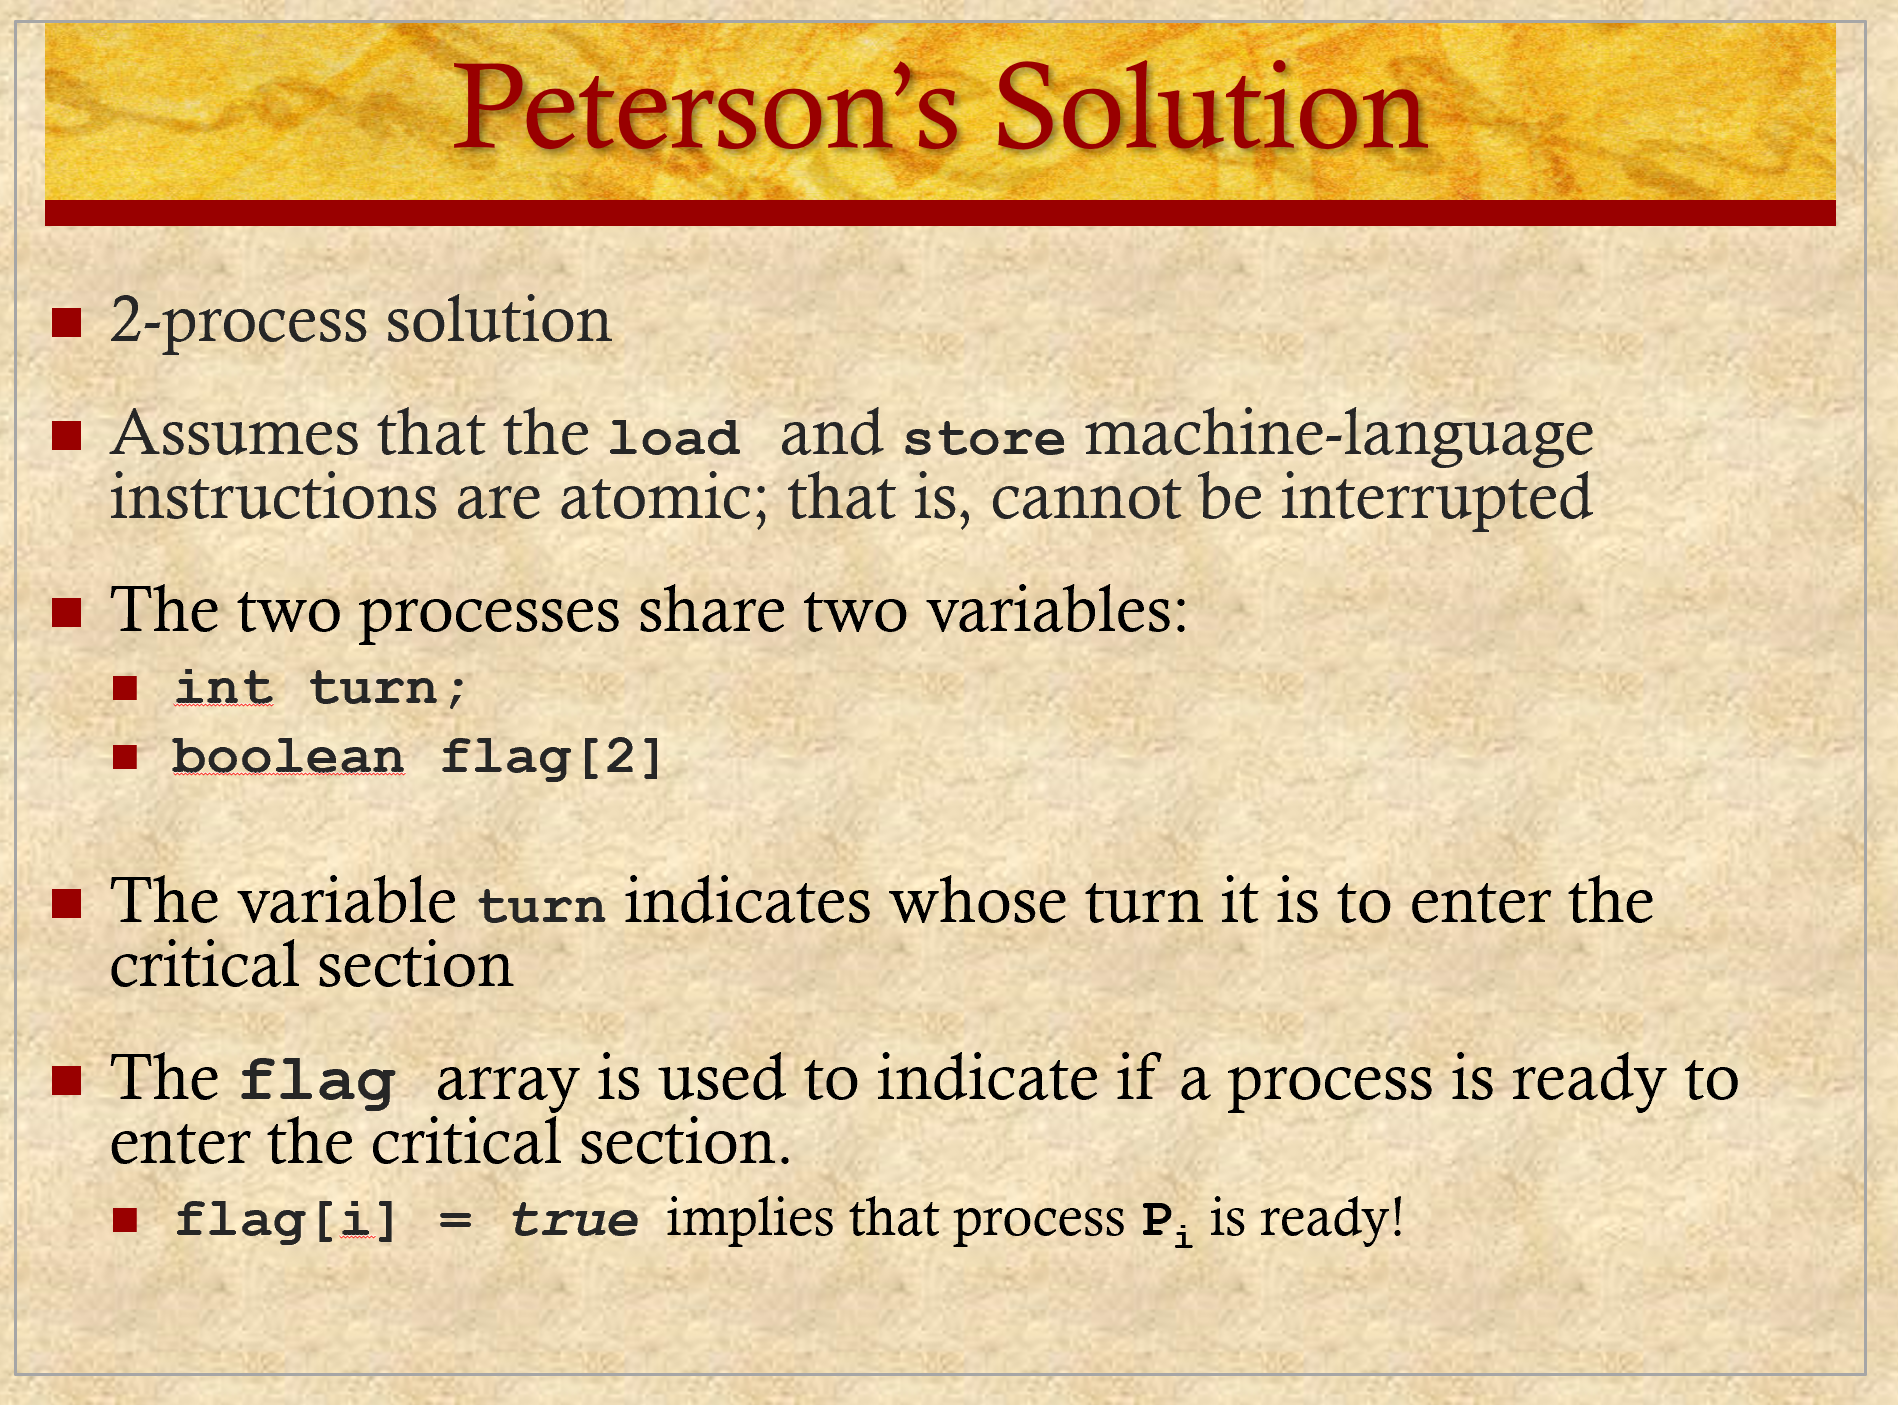 Peterson’s Solution
2-process solution
Assumes that the load and store machine-language
instructions are atomic; that is, cannot be interrupted
The two processes share two variables:
int turn;
boolean flag[2]
The variable turn indicates whose turn it is to enter the
critical section
The flag array is used to indicate if a process is ready to
enter the critical section.
flag[i] = true implies that process Pi is ready!